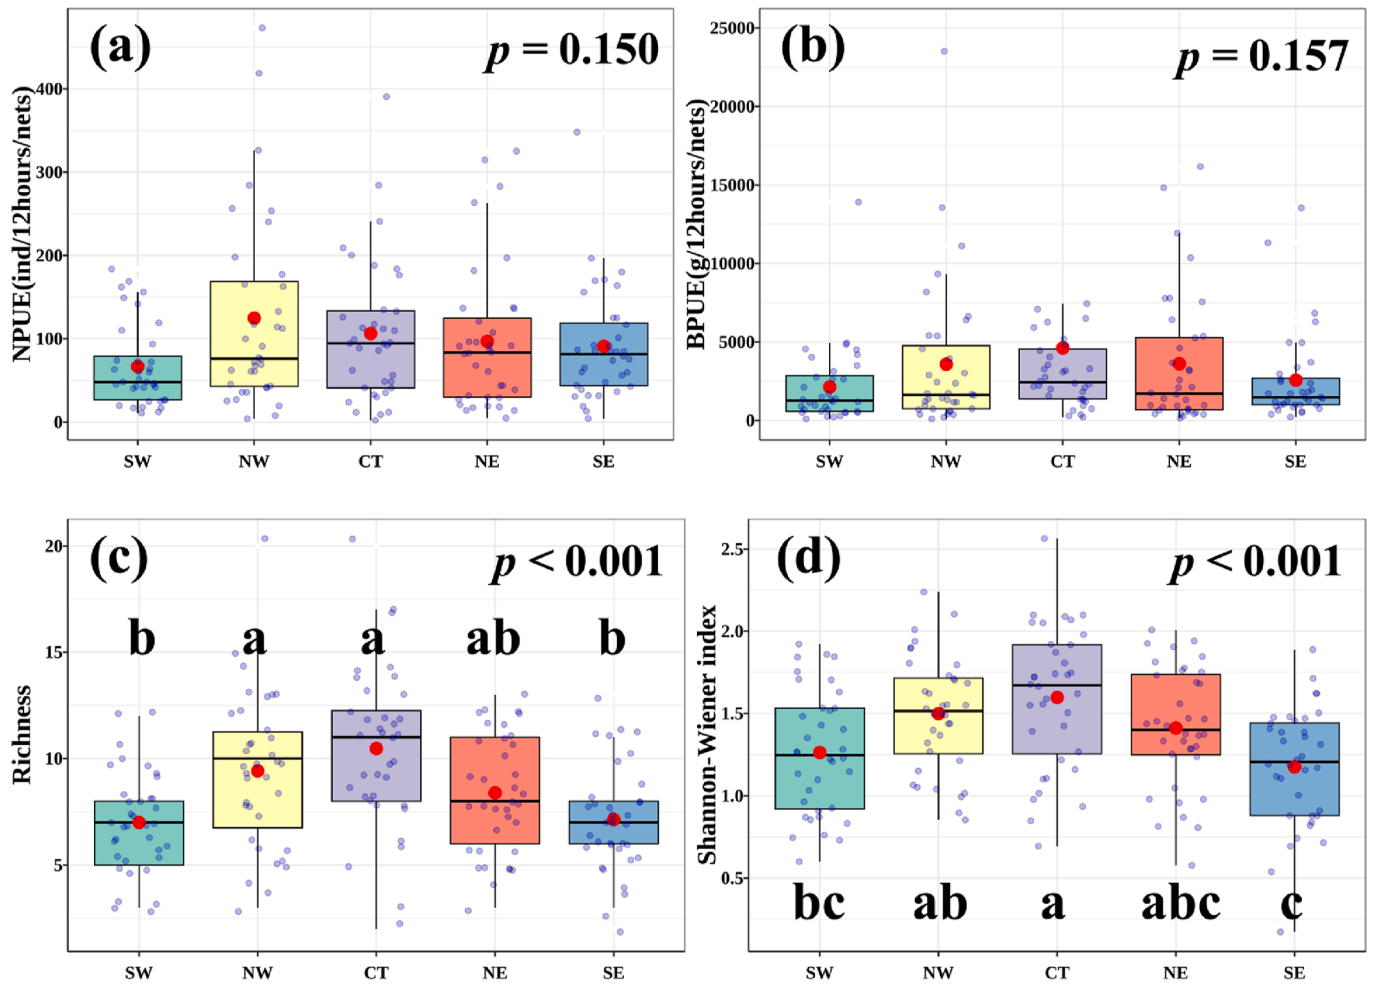 (a)
p = 0.150
NPUE(ind/12hours/nets)
400
300
200
100
0
SW NW CT NE SE
(b)
p = 0.157
BPUE(g/12hours/nets)
25000
20000
15000
10000
5000
0
SW NW CT NE SE
(c)
p < 0.001
b a a ab b
Richness
20
15
10
5
SW NW CT NE SE
(d)
p < 0.001
Shannon-Wiener index
2.5
2.0
1.5
1.0
0.5
bc ab a abc c
SW NW CT NE SE